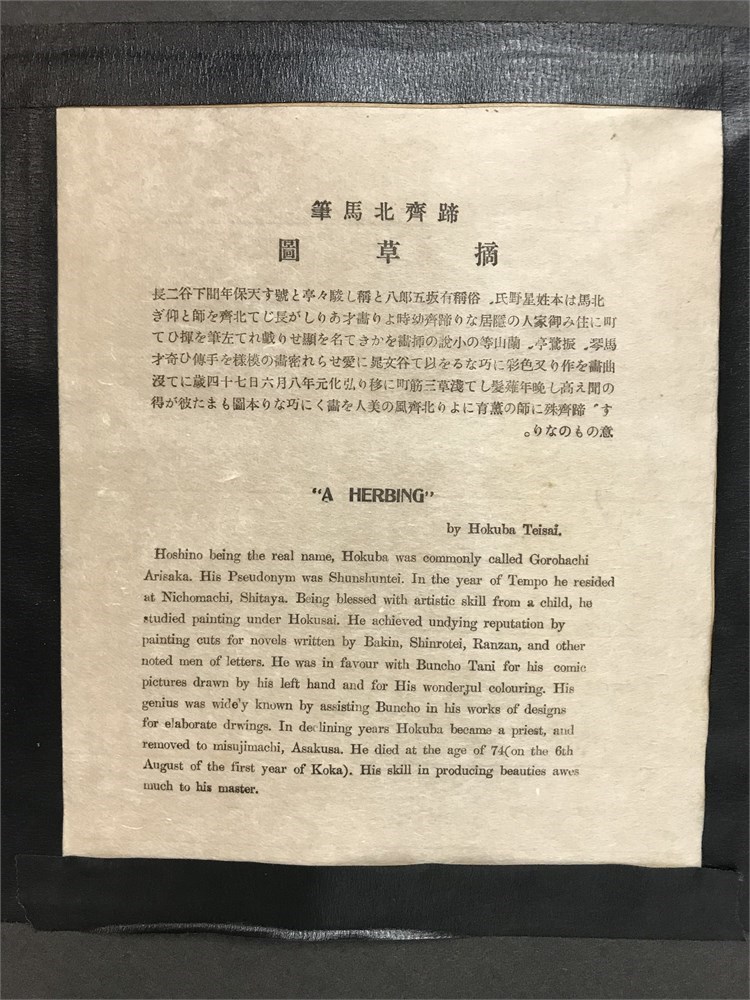 蹄齊北馬筆
摘草圖
北馬は本姓星野氏。俗稱有坂五郎八と稱し駿々亭と號す天保年間下谷二長
町に住み御家人の隱居なり蹄齊幼時より畵才ありしが長じて北齊を師と仰ぎ
馬琴。振鷺亭。蘭山等の小說の揷畵をかきて名を顯せり戱れて左筆を揮ひて
曲畵を作り又色彩に巧なるを以て谷文晁に愛せられ密畵の模樣を手傳ひ奇才
の聞え高し晩年薙髮して淺草三筋町に移り弘化元年八月六日七十四歲にて沒
す。蹄齊殊に師の薰育により北齊風の美人を畵くに巧なり本圖もまた彼が得
意のものなり。
"A HERBING"
by Hokuba Teisai.
Hoshino being the real name, Hokuba was commonly called Gorohachi
Arisaka. His Pseudonym was Shunshuntei. In the year of Tempo he resided
at Nichomachi, Shitaya. Being blessed with artistic skill from a child, he
studied painting under Hokusai. He achieved undying reputation by
painting cuts for novels written by Bakin, Shinrotei, Ranzan, and other
noted men of letters. He was in favour with Buncho Tani for his comic
pictures drawn by his left hand and for His wonderjul colouring. His
genius was wide'y known by assisting Buncho in his works of designs
for elaborate drwings. In declining years Hokuba became a priest, and
removed to misujimachi, Asakusa. He died at the age of 74(on the 6th
August of the first year of Koka). His skill in producing beauties awes
much to his master.